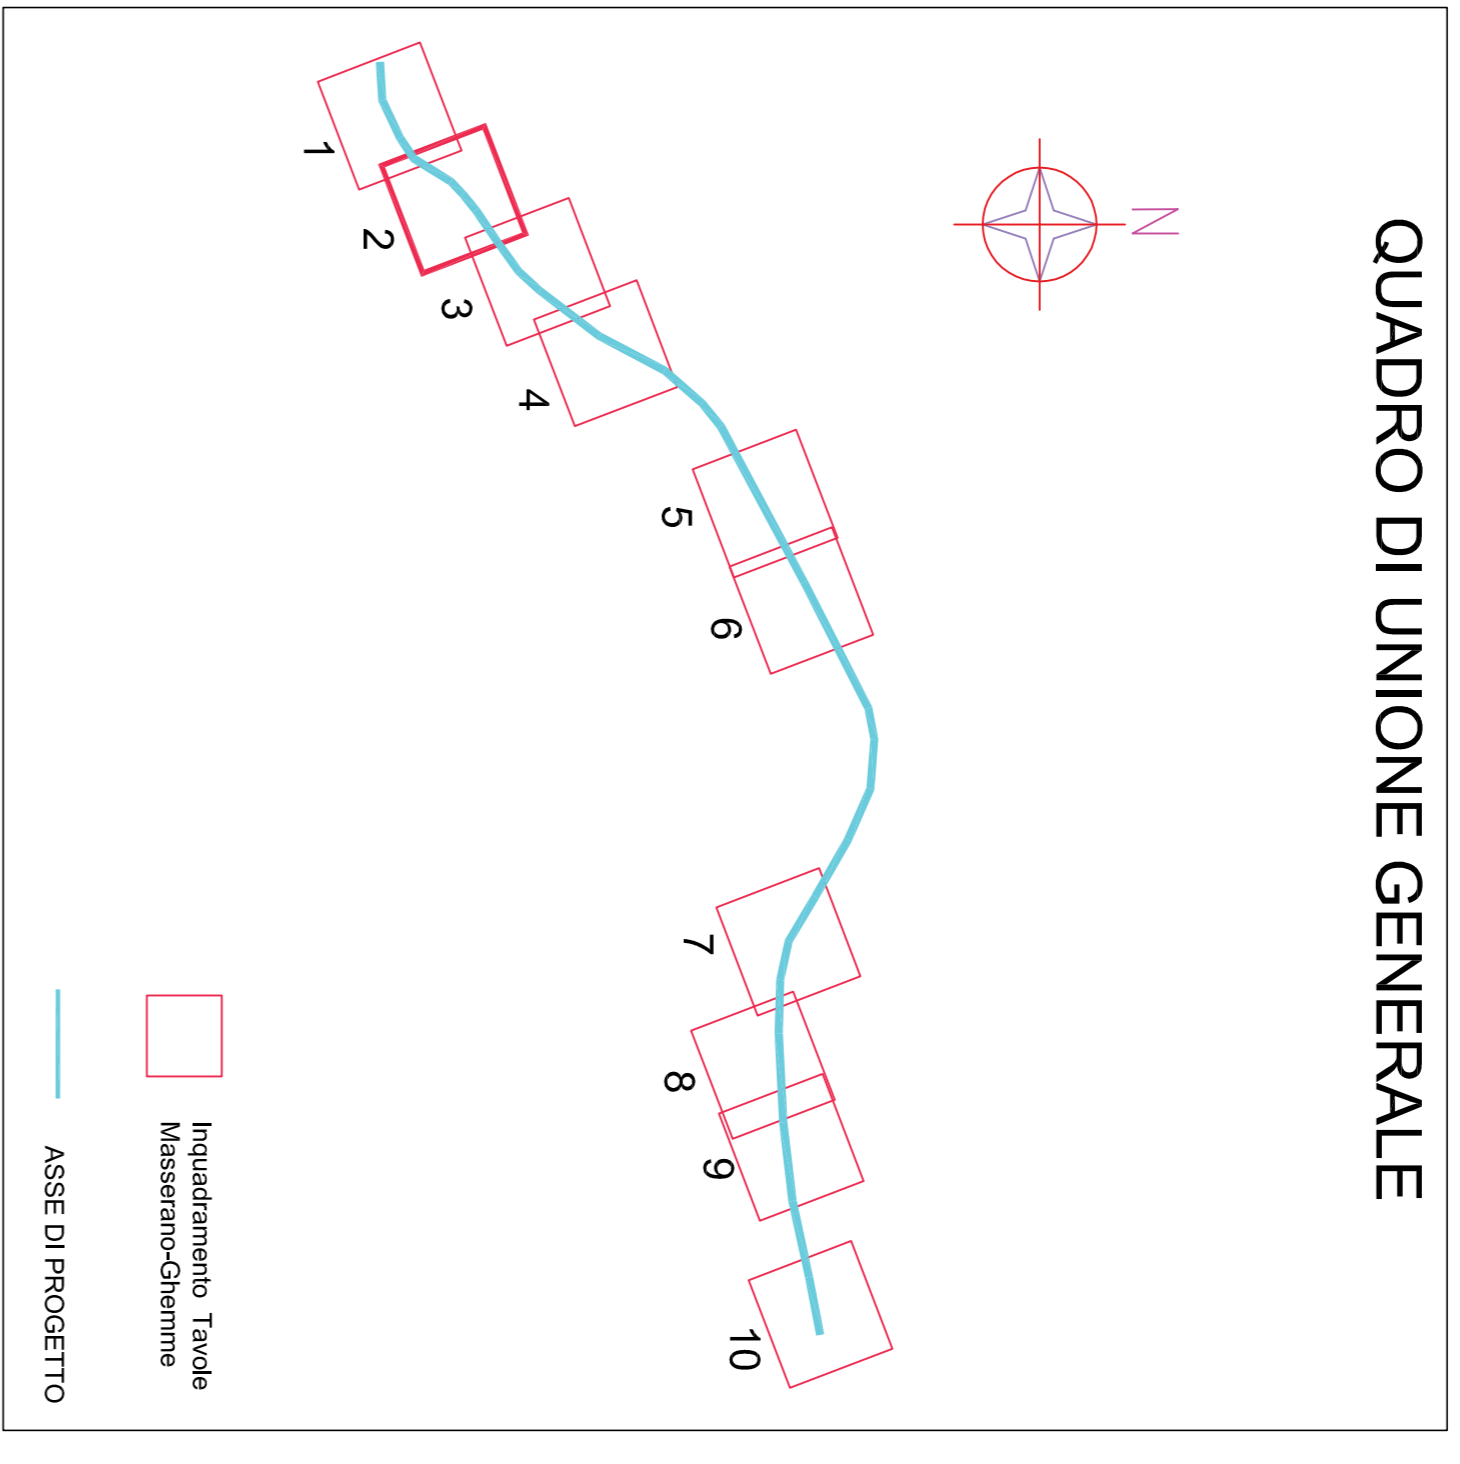 QUADRO DI UNIONE GENERALE
N
1
2
3
4
5
6
7
8
9
10
Inquadramento Tavole
Masserano-Ghemme
ASSE DI PROGETTO